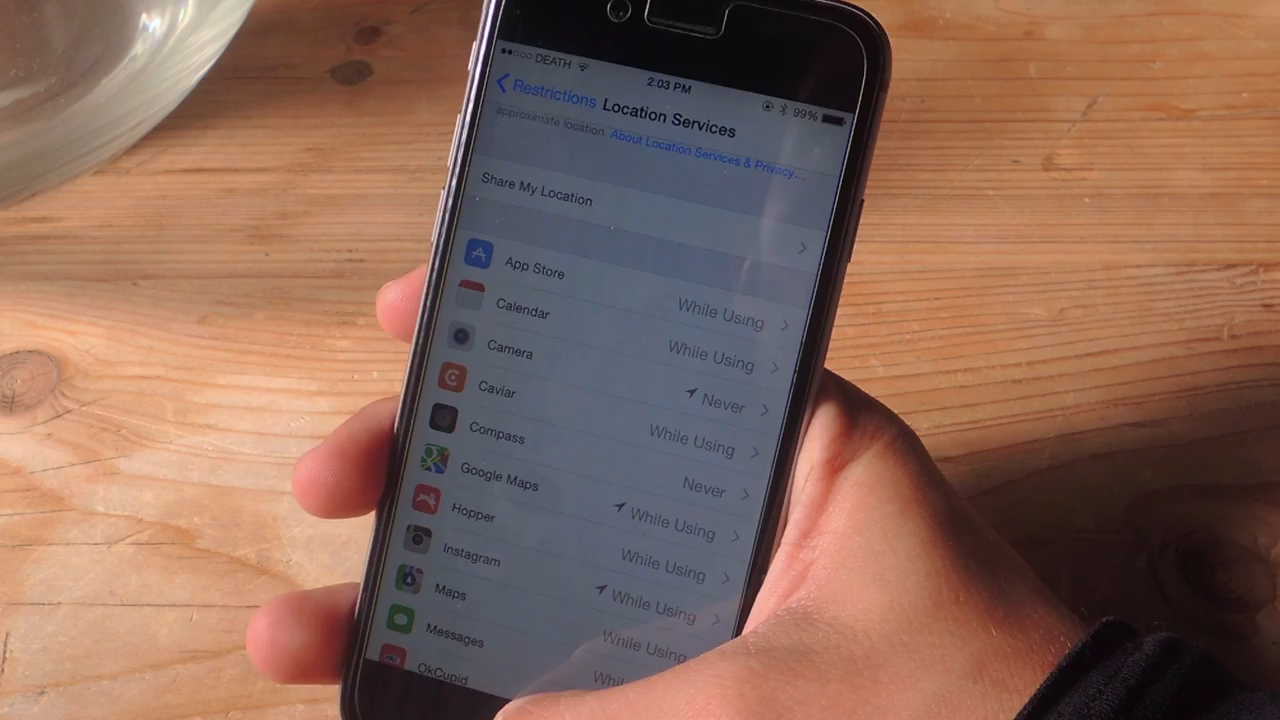 DEATH 2:03 PM 99%
Restrictions Location Services
approximate location. About Location Services & Privacy...
Share My Location
App Store While Using
Calendar While Using
Camera Never
Caviar While Using
Compass Never
Google Maps While Using
Hopper While Using
Instagram While Using
Maps While Using
Messages
OkCupid